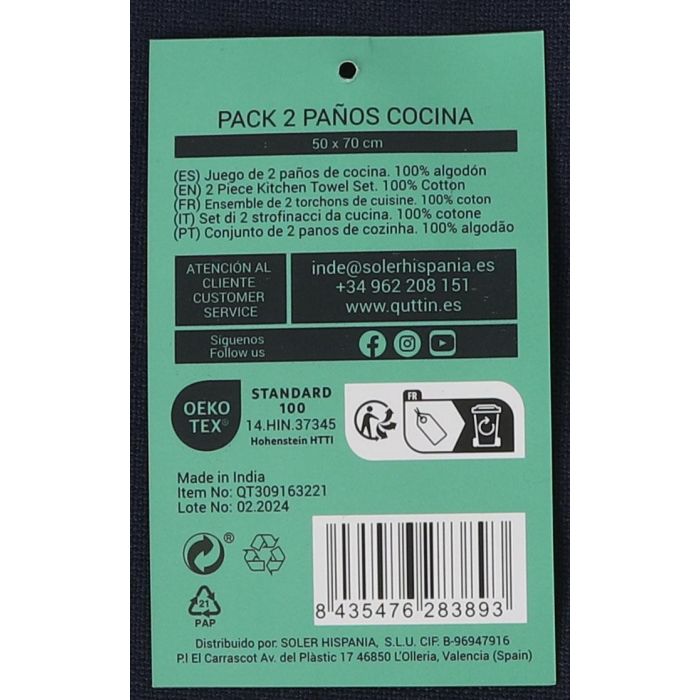 PACK 2 PAÑOS COCINA
50 x 70 cm
(ES) Juego de 2 paños de cocina. 100% algodón
(EN) 2 Piece Kitchen Towel Set. 100% Cotton
(FR) Ensemble de 2 torchons de cuisine. 100% coton
(IT) Set di 2 strofinacci da cucina. 100% cotone
(PT) Conjunto de 2 panos de cozinha. 100% algodão
ATENCIÓN AL
CLIENTE
CUSTOMER
SERVICE
inde@solerhispania.es
+34 962 208 151
www.quttin.es
Síguenos
Follow us
OEKO
TEX®
STANDARD
100
14.HIN.37345
Hohenstein HTTI
FR
Made in India
Item No: QT309163221
Lote No: 02.2024
®
21
PAP
8 435476 283893
Distribuido por: SOLER HISPANIA, S.L.U. CIF. B-96947916
P.I El Carrascot Av. del Plàstic 17 46850 L'Olleria, Valencia (Spain)